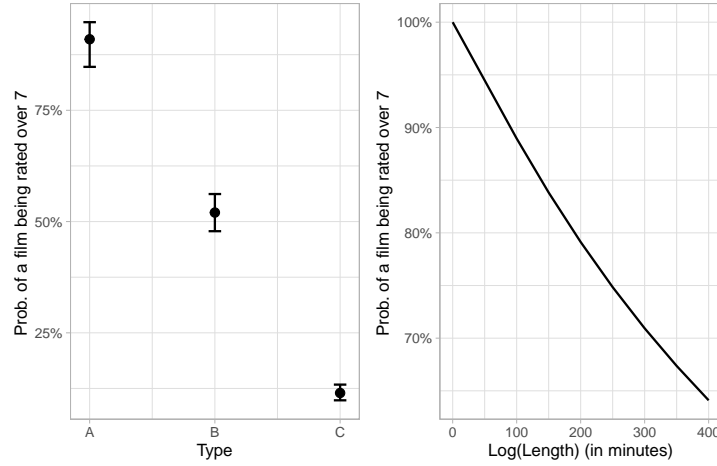 Prob. of a film being rated over 7
75%
50%
25%
A B C
Type
Prob. of a film being rated over 7
100%
90%
80%
70%
0 100 200 300 400
Log(Length) (in minutes)